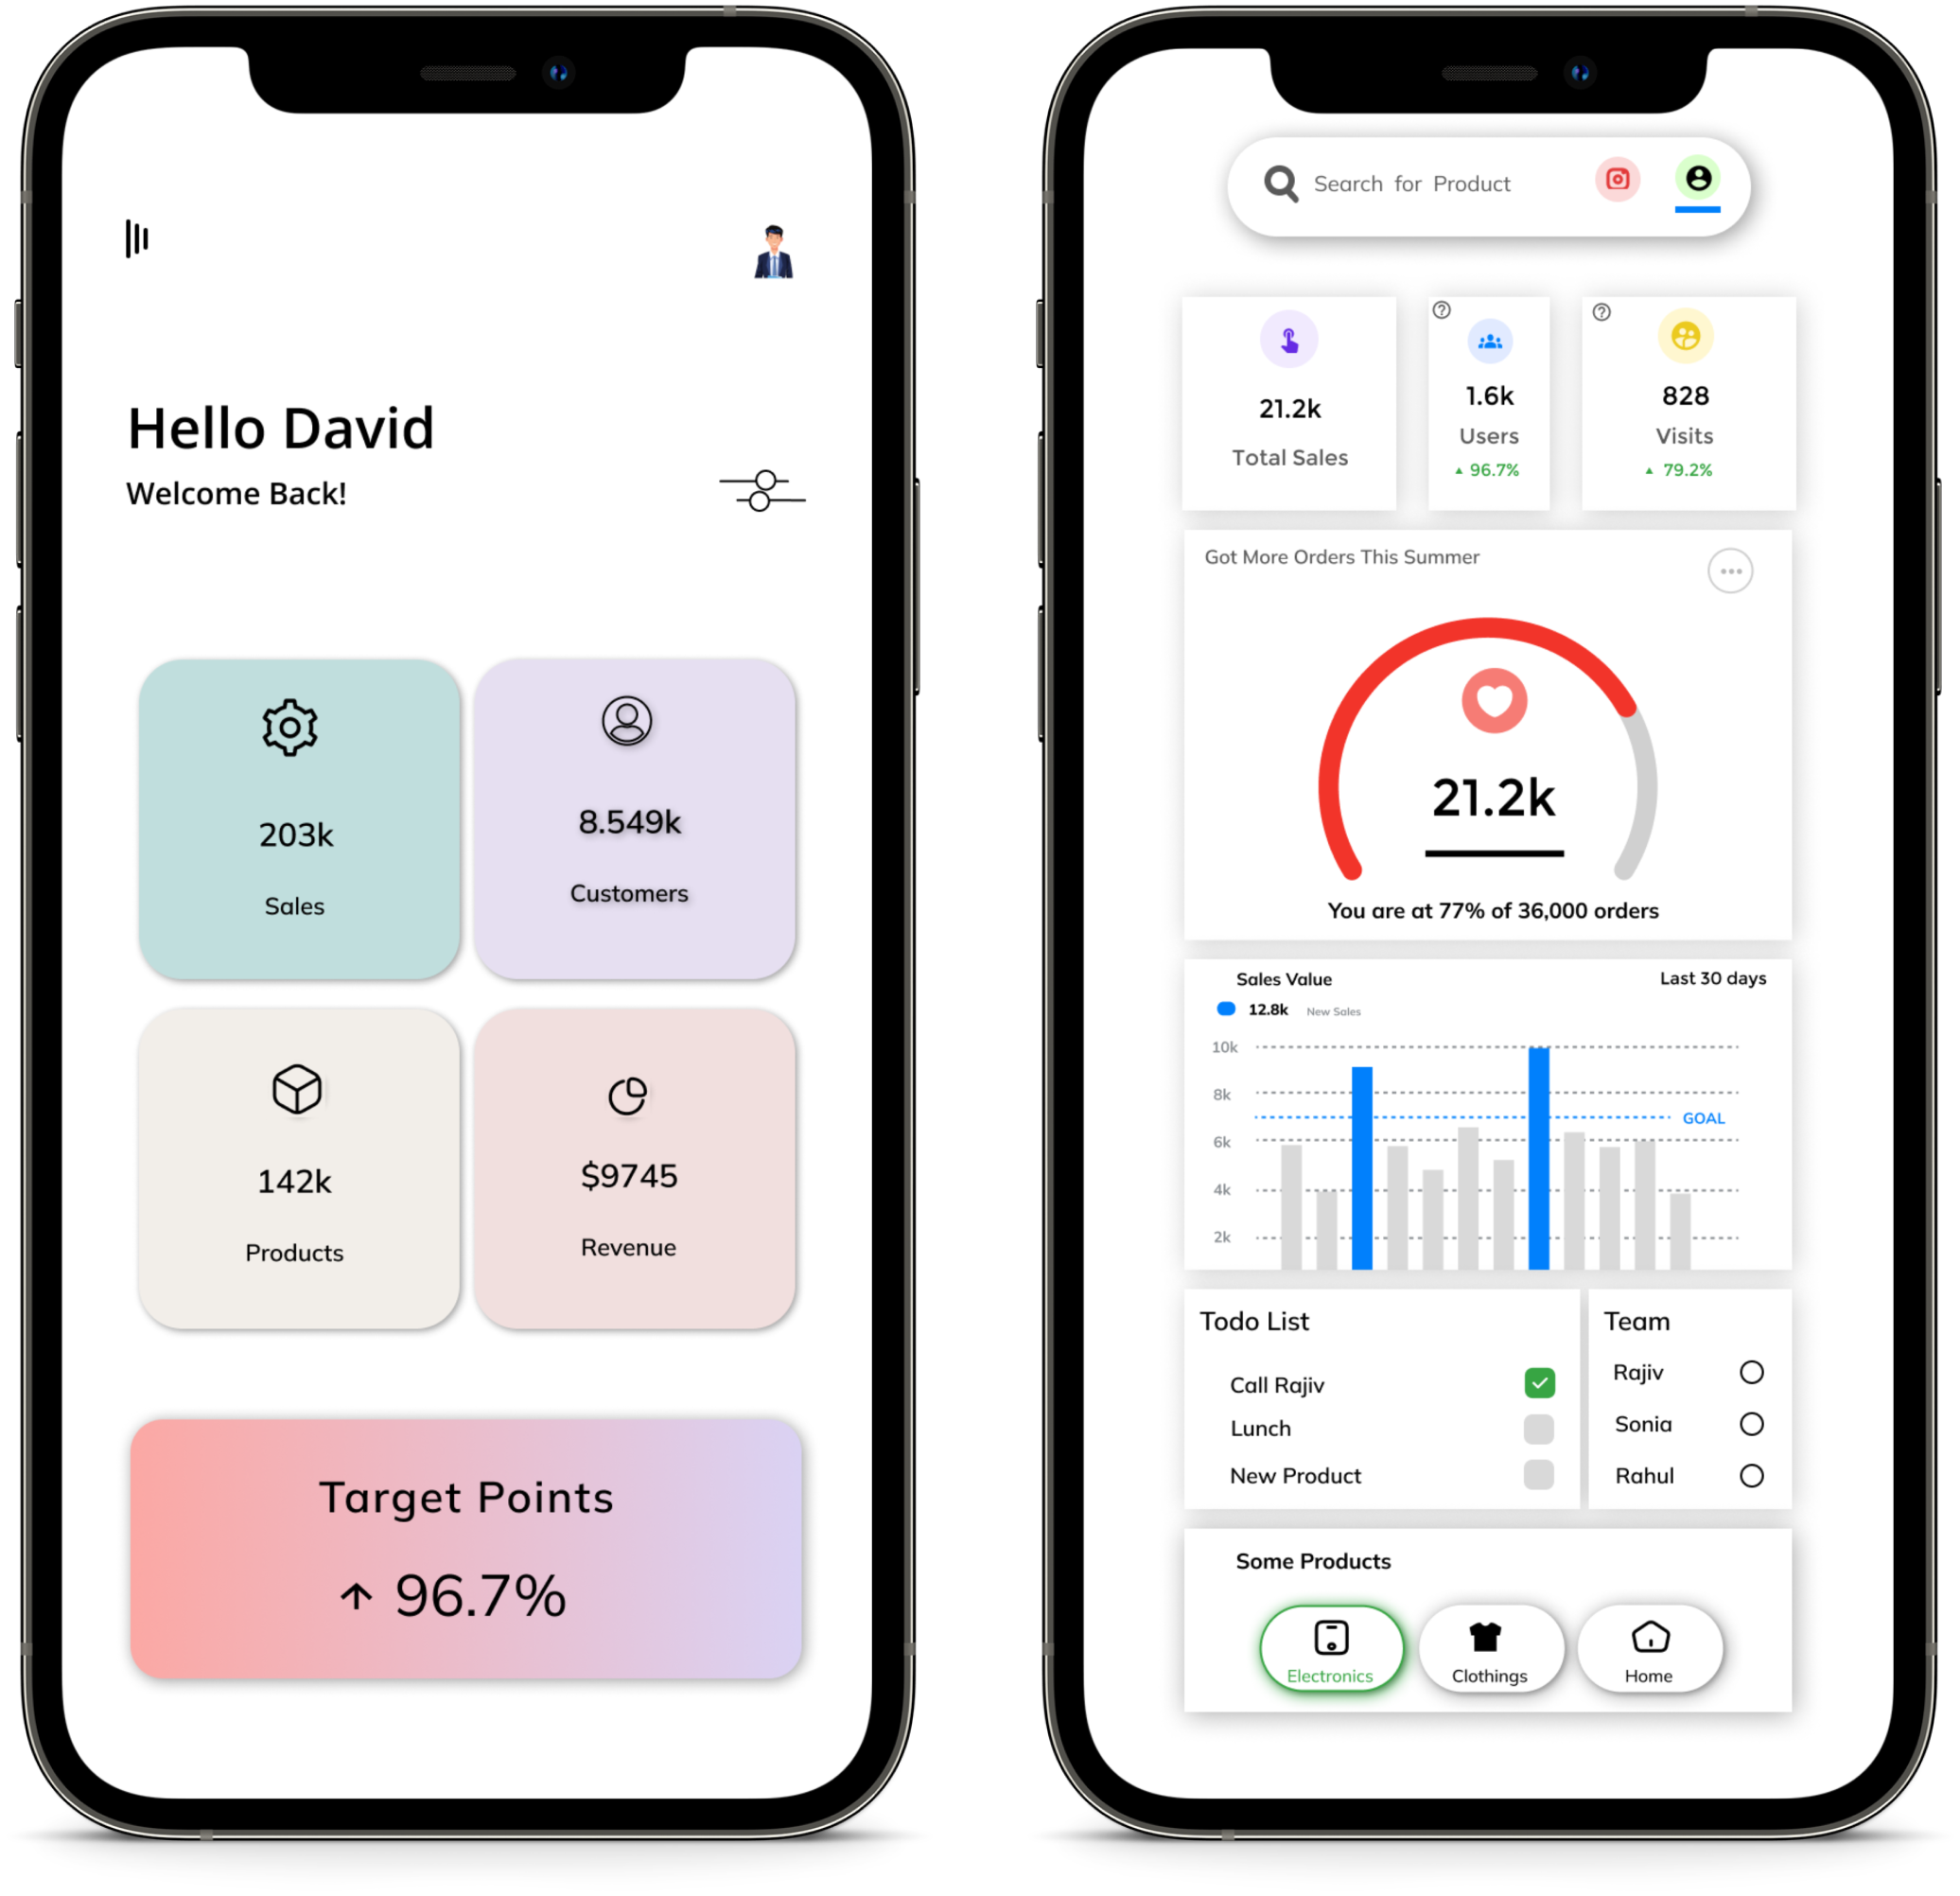 Hello David
Welcome Back!
203k
Sales
8.549k
Customers
142k
Products
$9745
Revenue
Target Points
96.7%
Search for Product
21.2k
Total Sales
1.6k
Users
96.7%
828
Visits
79.2%
Got More Orders This Summer
21.2k
You are at 77% of 36,000 orders
Sales Value
Last 30 days
12.8k New Sales
10k
8k
GOAL
6k
4k
2k
Todo List
Call Rajiv
Lunch
New Product
Team
Rajiv
Sonia
Rahul
Some Products
Electronics
Clothings
Home